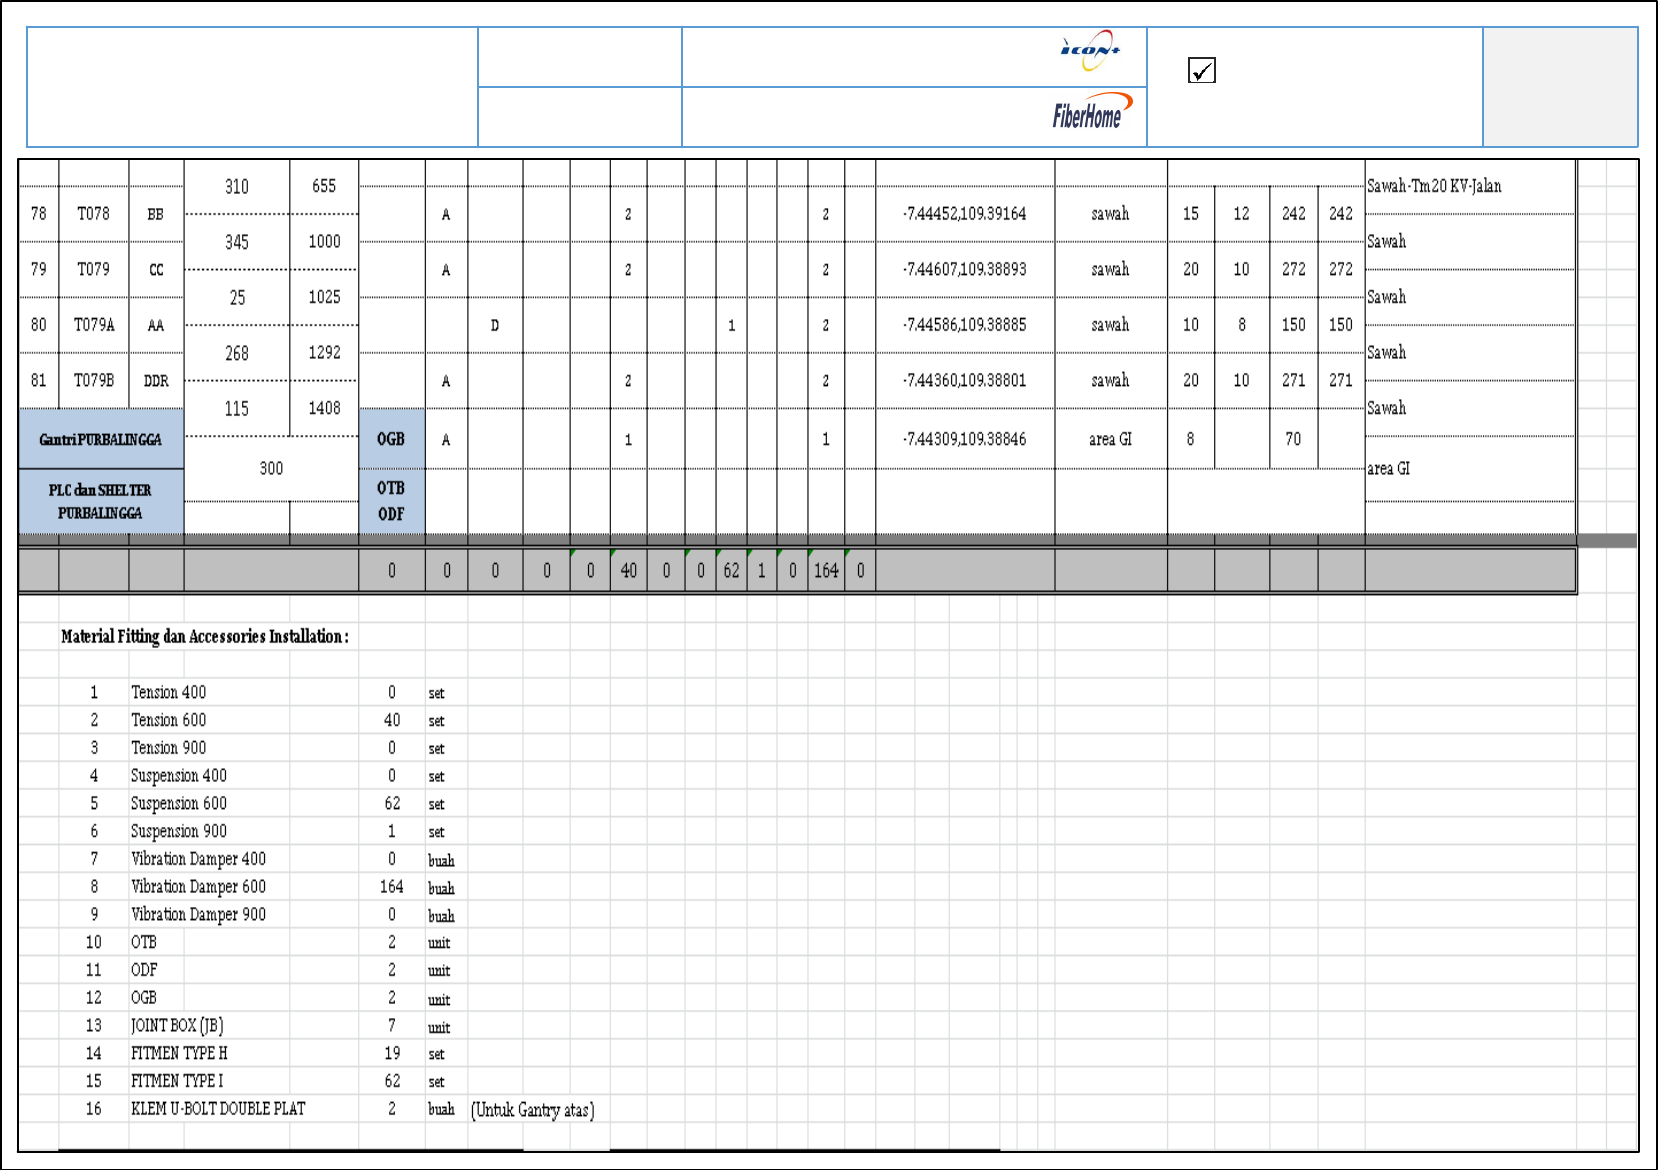 icon+
FiberHome
310 655 Sawah-Tm20 KV-Jalan
78 T078 BB A 2 2 -7.44452,109.39164 sawah 15 12 242 242
345 1000 Sawah
79 T079 CC A 2 2 -7.44607,109.38893 sawah 20 10 272 272
25 1025 Sawah
80 T079A AA D 1 2 -7.44586,109.38885 sawah 10 8 150 150
268 1292 Sawah
81 T079B DDR A 2 2 -7.44360,109.38801 sawah 20 10 271 271
115 1408 Sawah
Gantri PURBALINGGA OGB A 1 1 -7.44309,109.38846 area GI 8 70
300 area GI
PLC dan SHELTER OTB
PURBALINGGA ODF
0 0 0 0 0 40 0 0 62 1 0 164 0
Material Fitting dan Accessories Installation :
1 Tension 400 0 set
2 Tension 600 40 set
3 Tension 900 0 set
4 Suspension 400 0 set
5 Suspension 600 62 set
6 Suspension 900 1 set
7 Vibration Damper 400 0 buah
8 Vibration Damper 600 164 buah
9 Vibration Damper 900 0 buah
10 OTB 2 unit
11 ODF 2 unit
12 OGB 2 unit
13 JOINT BOX (JB) 7 unit
14 FITMEN TYPE H 19 set
15 FITMEN TYPE I 62 set
16 KLEM U-BOLT DOUBLE PLAT 2 buah (Untuk Gantry atas)